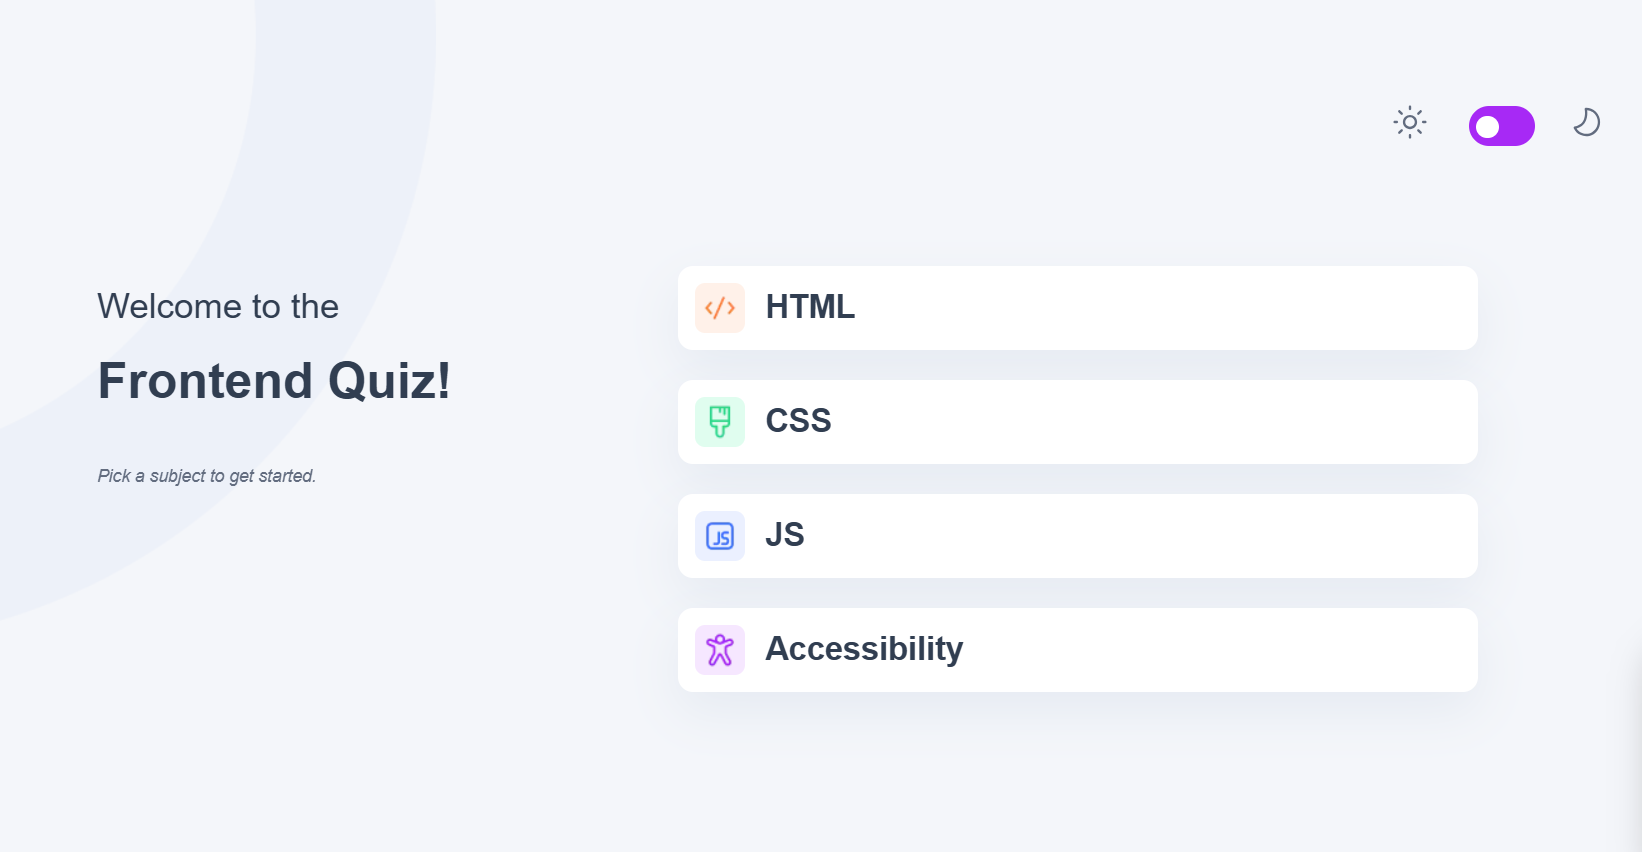 Welcome to the
Frontend Quiz!
Pick a subject to get started.
HTML
CSS
JS
JS
Accessibility